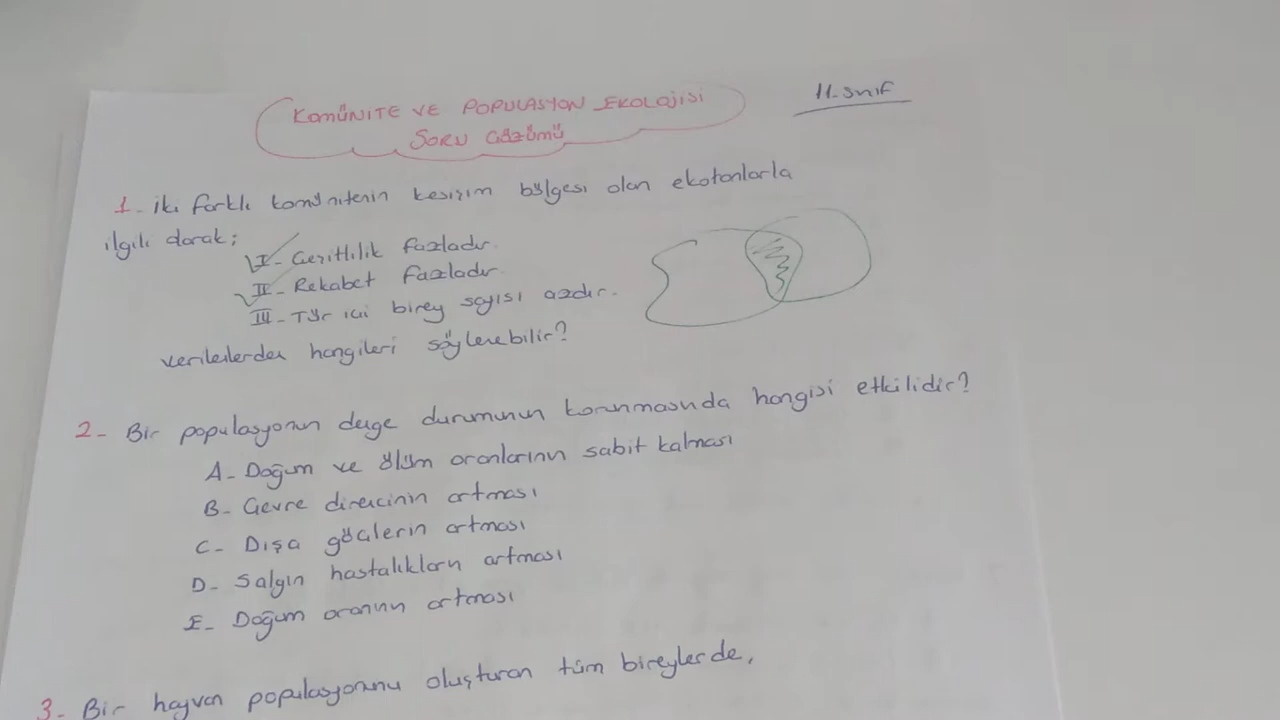 KOMÜNİTE VE POPULASYON EKOLOJİSİ
SORU ÇÖZÜMÜ
11. Sınıf
1- İki farklı komünitenin kesişim bölgesi olan ekotonlarla
ilgili olarak;
I- Çeşitlilik fazladır.
II- Rekabet fazladır.
III- Tür içi birey sayısı azdır.
verilenlerden hangileri söylenebilir?
2- Bir populasyonun denge durumunun korunmasında hangisi etkilidir?
A- Doğum ve ölüm oranlarının sabit kalması
B- Çevre direncinin artması
C- Dışa göçlerin artması
D- Salgın hastalıkların artması
E- Doğum oranının artması
3- Bir hayvan populasyonunu oluşturan tüm bireylerde,